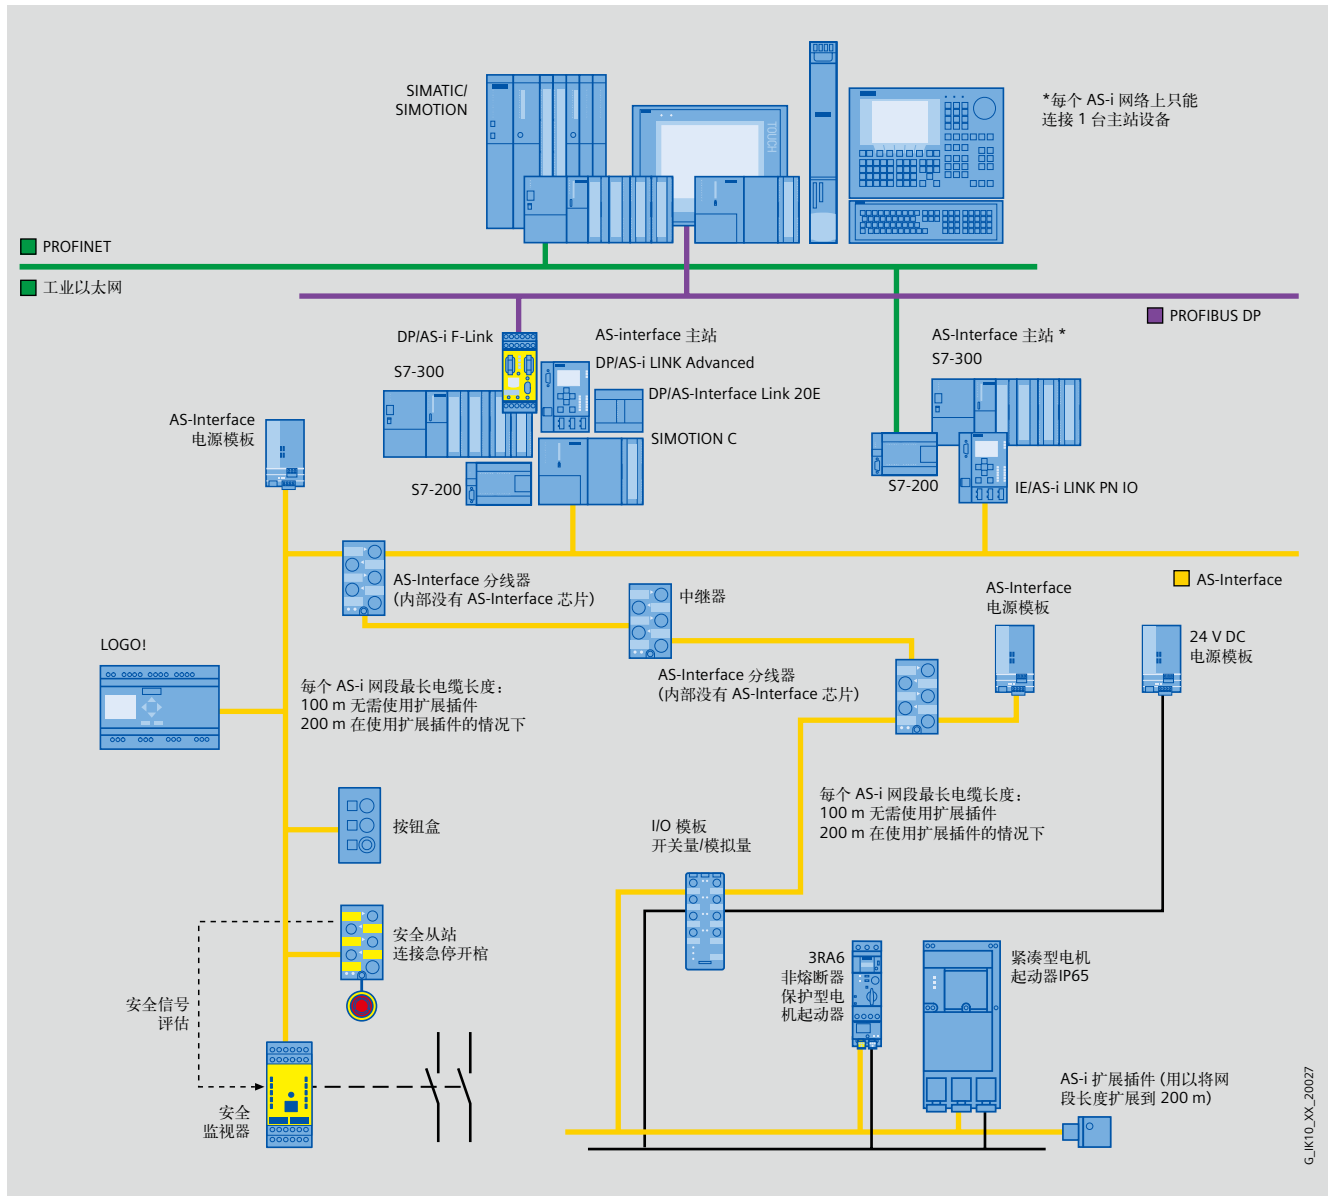 SIMATIC/
SIMOTION
TOUCH
*每个 AS-i 网络上只能
连接 1 台主站设备
PROFINET
工业以太网
PROFIBUS DP
DP/AS-i F-Link
S7-300
AS-interface 主站
DP/AS-i LINK Advanced
DP/AS-Interface Link 20E
SIMOTION C
S7-200
AS-Interface 主站 *
S7-300
S7-200
IE/AS-i LINK PN IO
AS-Interface
电源模板
AS-Interface
AS-Interface 分线器
(内部没有 AS-Interface 芯片)
中继器
AS-Interface
电源模板
24 V DC
电源模板
LOGO!
AS-Interface 分线器
(内部没有 AS-Interface 芯片)
每个 AS-i 网段最长电缆长度：
100 m 无需使用扩展插件
200 m 在使用扩展插件的情况下
每个 AS-i 网段最长电缆长度：
100 m 无需使用扩展插件
200 m 在使用扩展插件的情况下
按钮盒
I/O 模板
开关量/模拟量
安全从站
连接急停开棺
安全信号
评估
3RA6
非熔断器
保护型电
机起动器
紧凑型电机
起动器IP65
安全
监视器
AS-i 扩展插件 (用以将网
段长度扩展到 200 m)
G_IK10_XX_20027